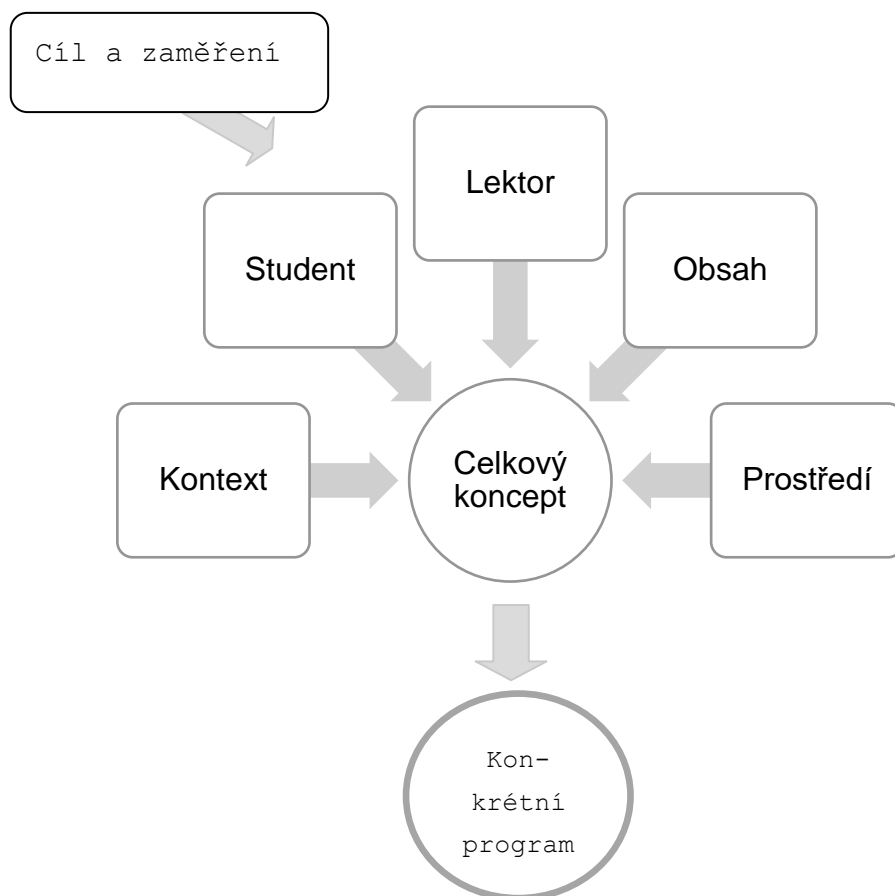 Cíl a zaměření
Lektor
Student
Obsah
Kontext
Celkový
koncept
Prostředí
Kon-
krétní
program